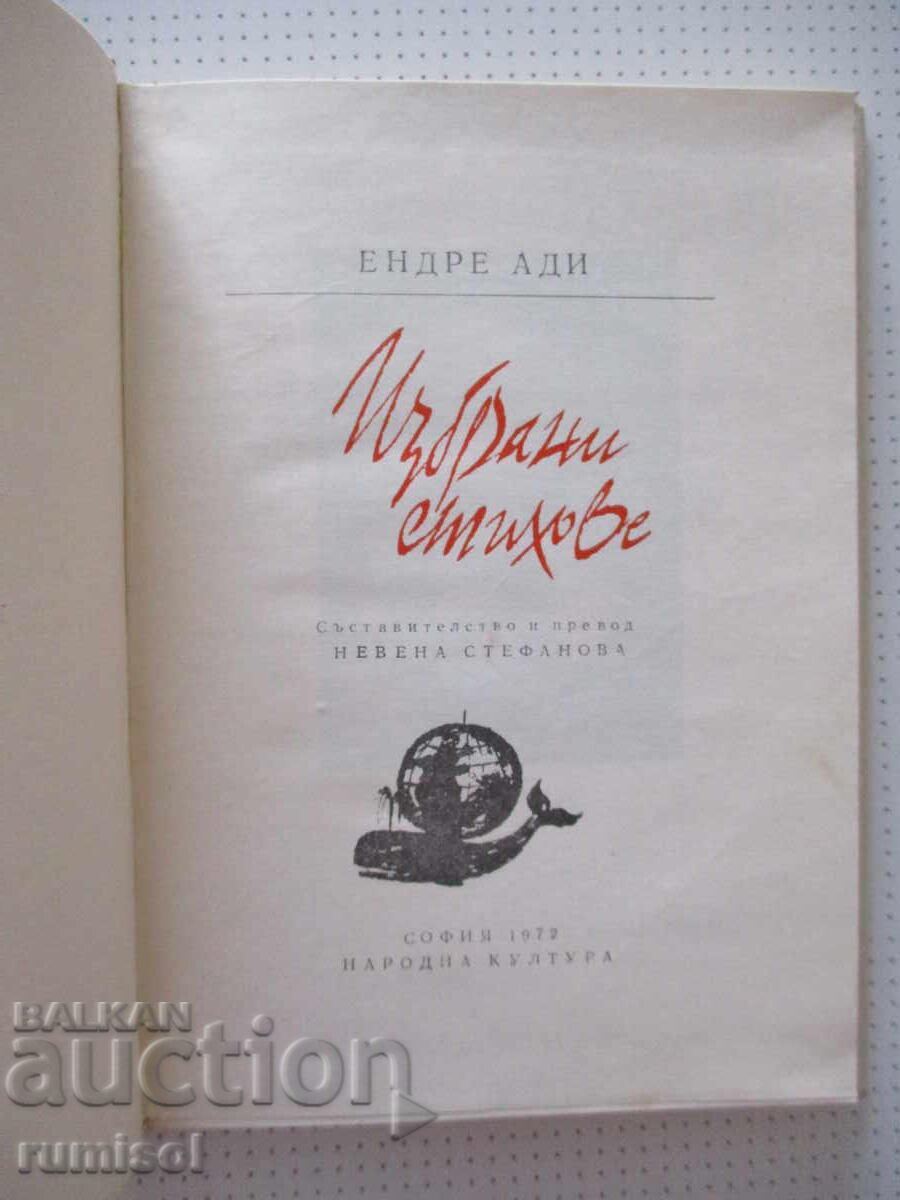 ЕНДРЕ АДИ
Избрани
стихове
Съставителство и превод
НЕВЕНА СТЕФАНОВА
СОФИЯ 1972
НАРОДНА КУЛТУРА
BALKAN
auction
rumisol